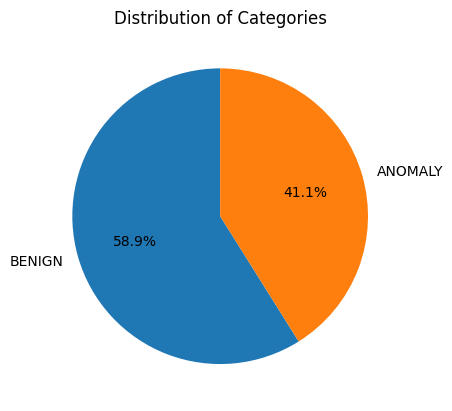 Distribution of Categories
ANOMALY
41.1%
58.9%
BENIGN